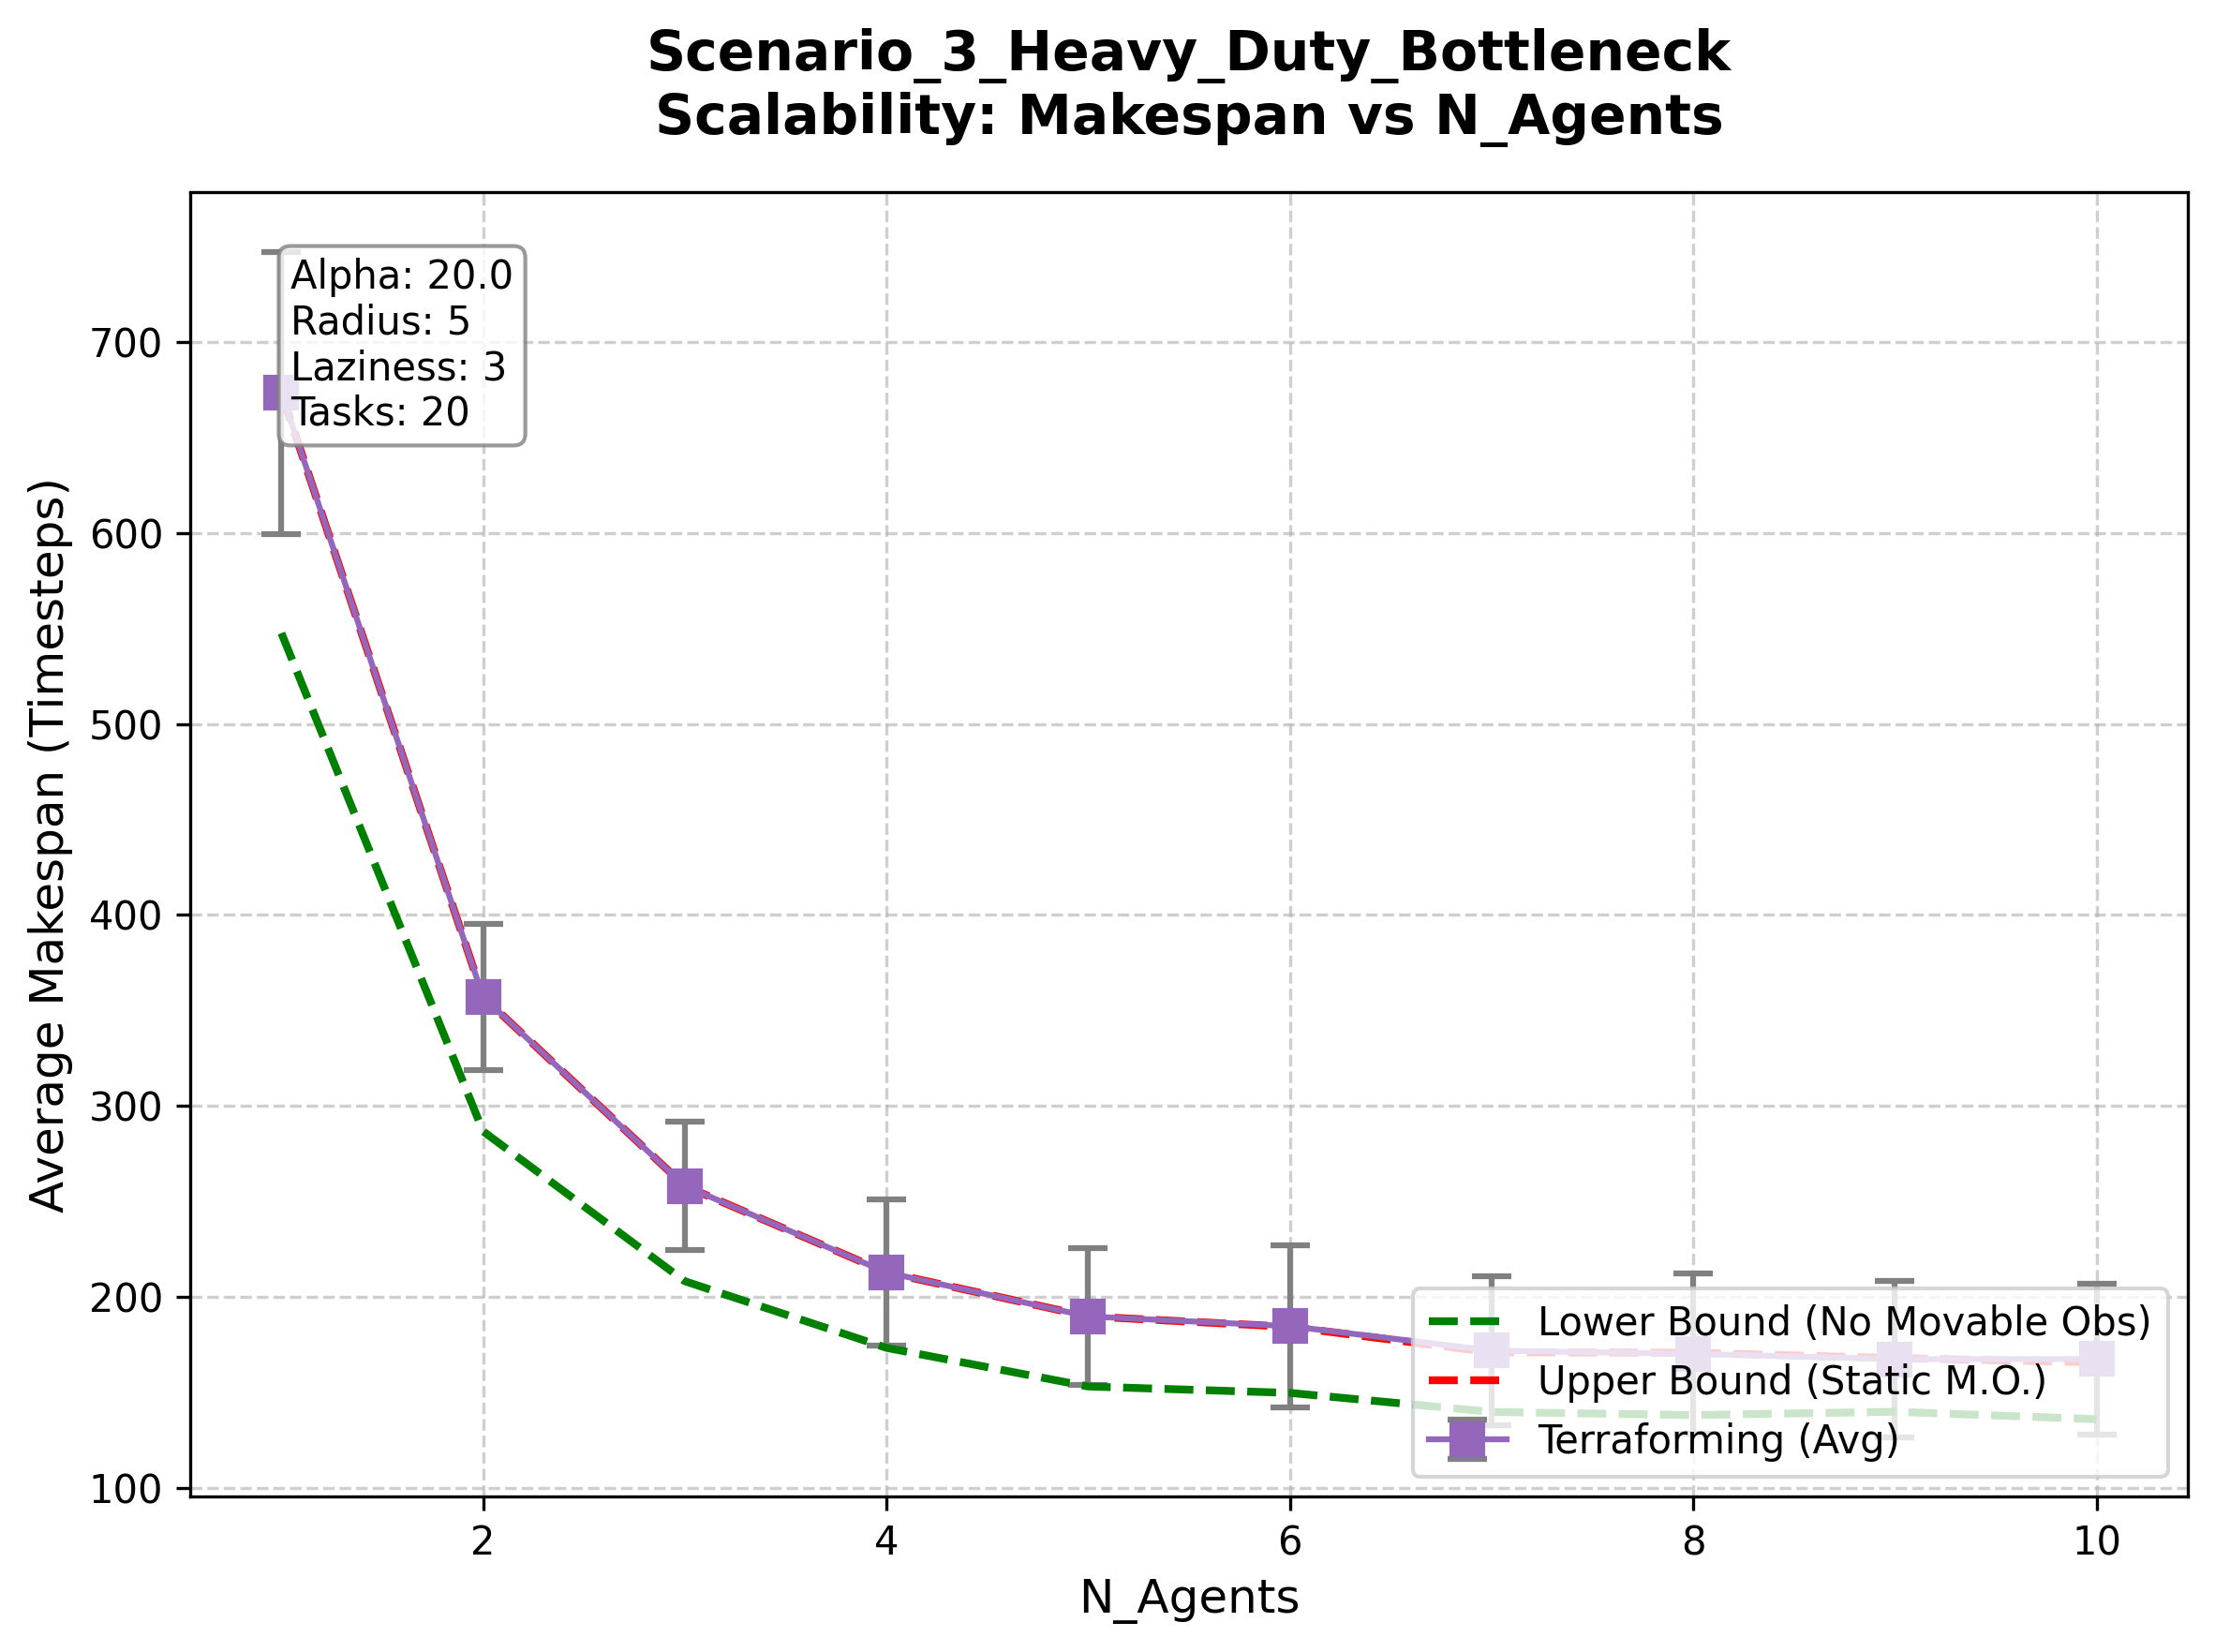 Scenario_3_Heavy_Duty_Bottleneck
Scalability: Makespan vs N_Agents
Average Makespan (Timesteps)
700
600
500
400
300
200
100
Alpha: 20.0
Radius: 5
Laziness: 3
Tasks: 20
Lower Bound (No Movable Obs)
Upper Bound (Static M.O.)
Terraforming (Avg)
2
4
6
8
10
N_Agents